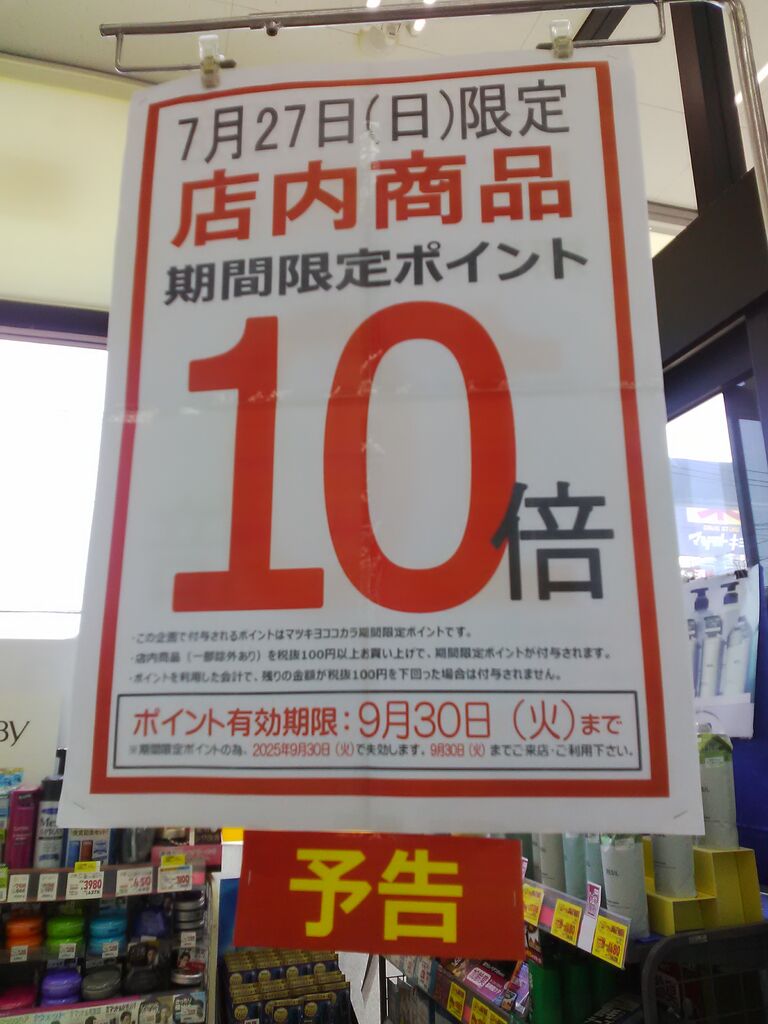 7月27日(日)限定
店内商品
期間限定ポイント
10倍
・この企画で付与されるポイントはマツキヨココカラ期間限定ポイントです。
・店内商品(一部除外あり)を税抜100円以上お買い上げで、期間限定ポイントが付与されます。
・ポイントを利用した会計で、残りの金額が税抜100円を下回った場合は付与されません。
ポイント有効期限:9月30日(火)まで
※期間限定ポイントの為、2025年9月30日(火)で失効します。9月30日(火)までご来店・ご利用下さい。
予告
BY
3980